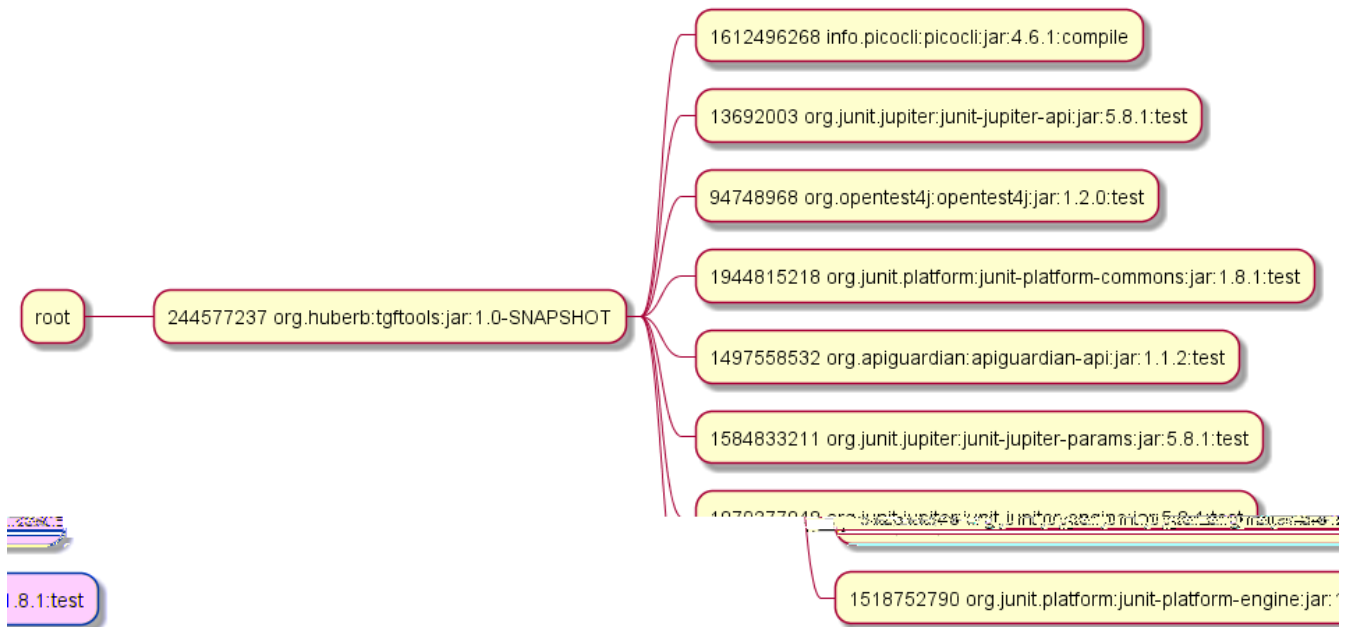 1612496268 info.picocli:picocli:jar:4.6.1:compile
13692003 org.junit.jupiter:junit-jupiter-api:jar:5.8.1:test
94748968 org.opentest4j:opentest4j:jar:1.2.0:test
1944815218 org.junit.platform:junit-platform-commons:jar:1.8.1:test
root
244577237 org.huberb:tgftools:jar:1.0-SNAPSHOT
1497558532 org.apiguardian:apiguardian-api:jar:1.1.2:test
1584833211 org.junit.jupiter:junit-jupiter-params:jar:5.8.1:test
.8.1:test
1518752790 org.junit.platform:junit-platform-engine:jar: